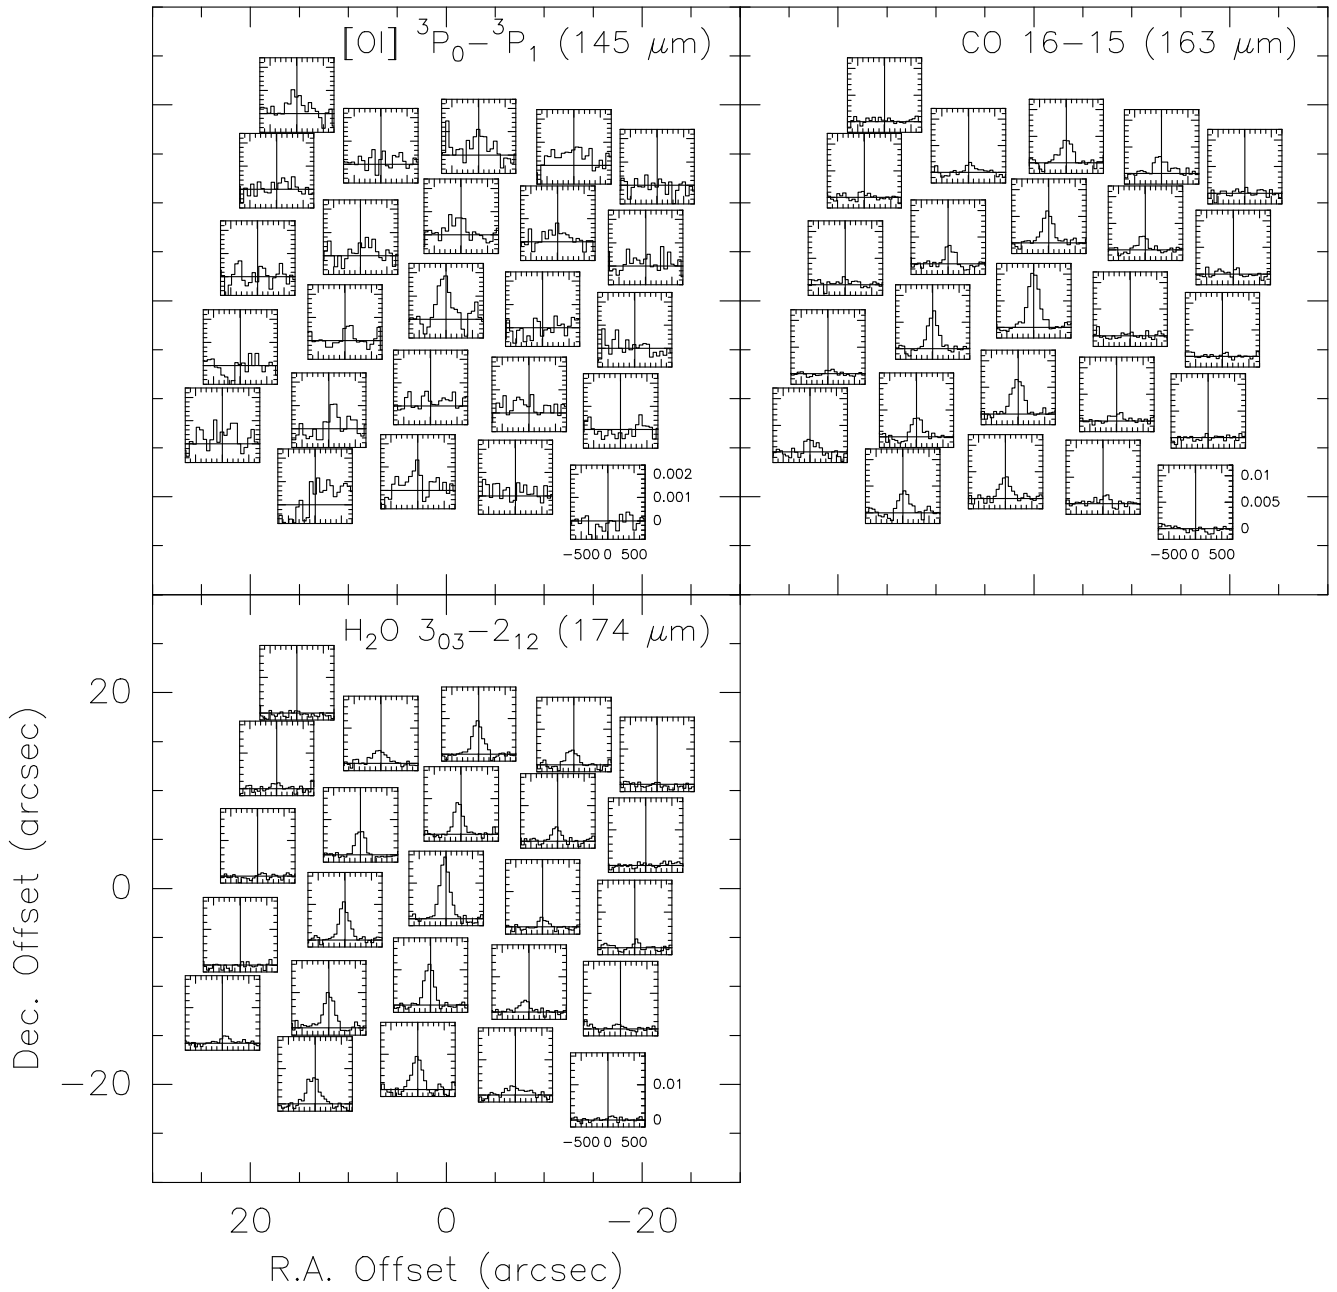 [OI] ³P₀−³P₁ (145 μm)
CO 16−15 (163 μm)
0.002
0.001
0
−500 0 500
0.01
0.005
0
−500 0 500
H₂O 3₀₃−2₁₂ (174 μm)
20
0
−20
Dec. Offset (arcsec)
0.01
0
−500 0 500
20 0 −20
R.A. Offset (arcsec)